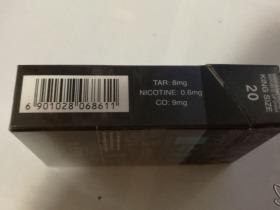 TAR: 8mg
NICOTINE: 0.6mg
CO: 9mg
6 901028 068611
KING SIZE
20